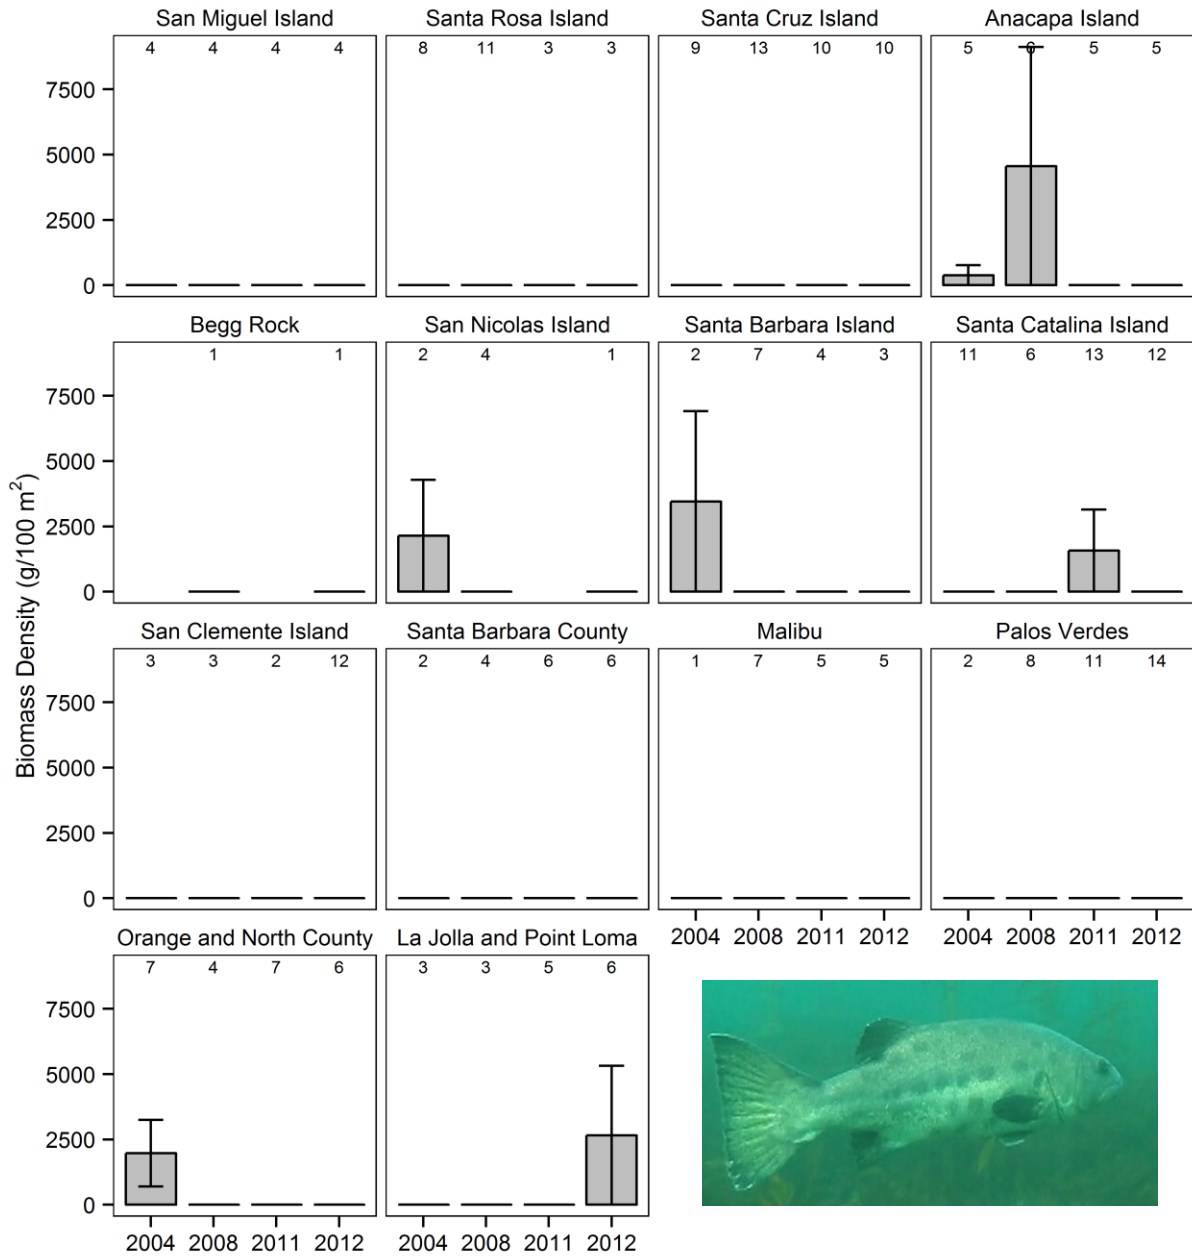 San Miguel Island Santa Rosa Island Santa Cruz Island Anacapa Island
4 4 4 4 8 11 3 3 9 13 10 10 5 6 5 5
7500
5000
2500
0
Begg Rock San Nicolas Island Santa Barbara Island Santa Catalina Island
1 1 2 4 1 2 7 4 3 11 6 13 12
7500
5000
2500
0
Biomass Density (g/100 m²)
San Clemente Island Santa Barbara County Malibu Palos Verdes
3 3 2 12 2 4 6 6 1 7 5 5 2 8 11 14
7500
5000
2500
0
2004 2008 2011 2012 2004 2008 2011 2012
Orange and North County La Jolla and Point Loma
7 4 7 6 3 3 5 6
7500
5000
2500
0
2004 2008 2011 2012 2004 2008 2011 2012